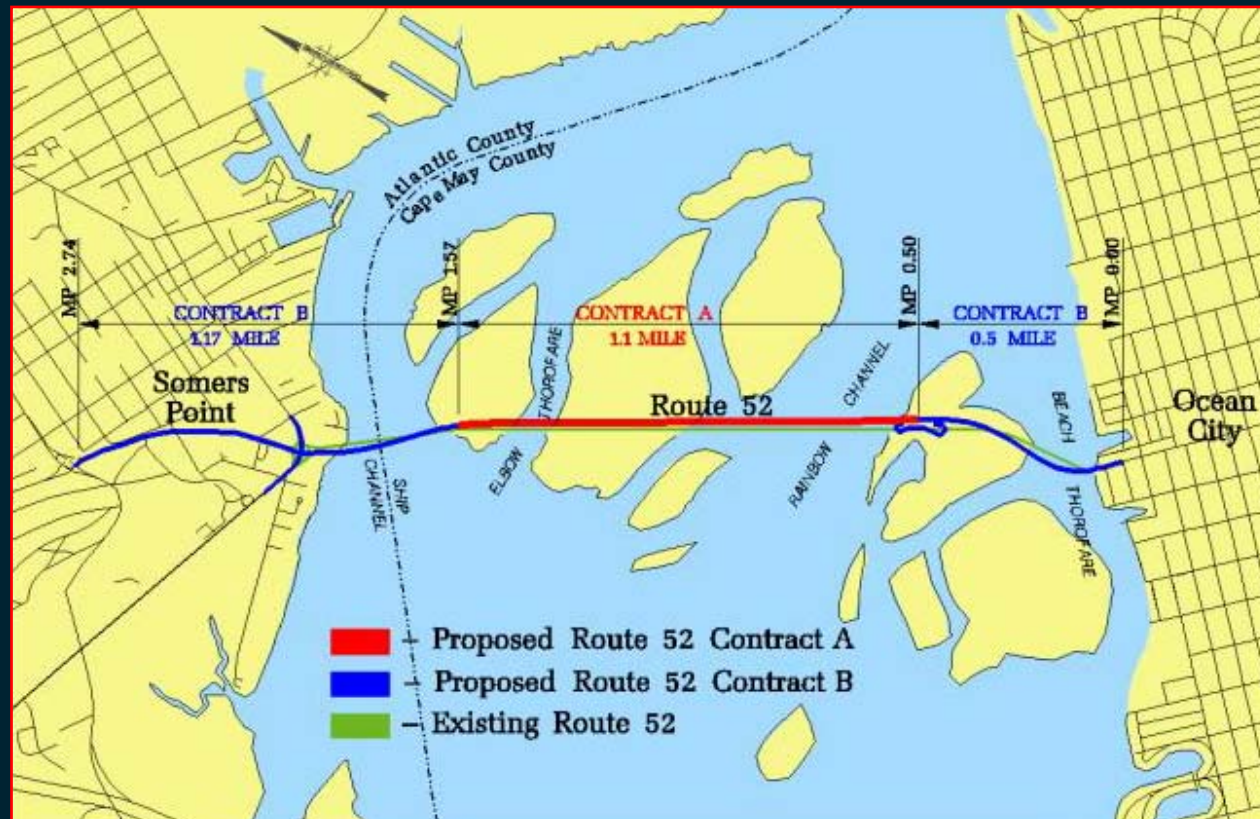 Atlantic County
Cape May County
MP 2.74
MP 1.57
MP 0.50
MP 0.00
CONTRACT B
1.17 MILE
CONTRACT A
1.1 MILE
CONTRACT B
0.5 MILE
Somers
Point
Route 52
Ocean
City
SHIP
CHANNEL
ELBOW
THOROFARE
RAINBOW
CHANNEL
BEACH
THOROFARE
Proposed Route 52 Contract A
Proposed Route 52 Contract B
Existing Route 52